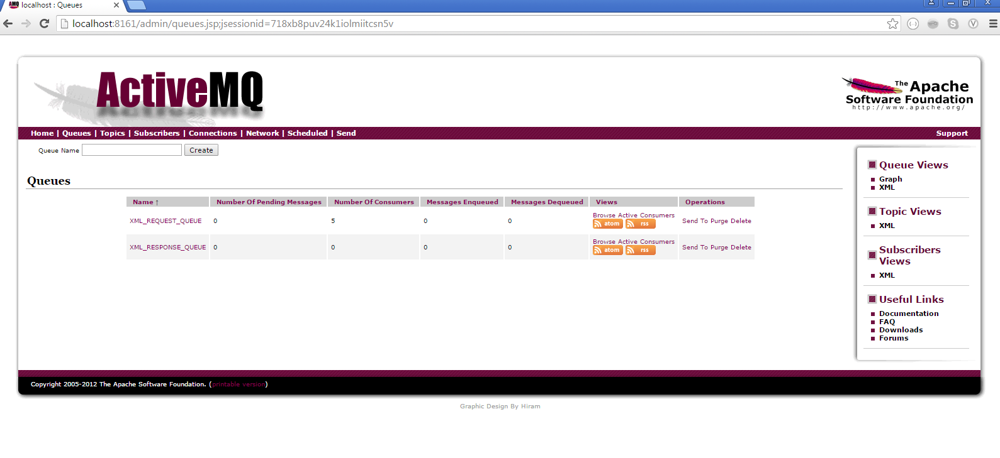 localhost : Queues
localhost:8161/admin/queues.jsp;jsessionid=718xb8puv24k1iolmiitcsn5v
ActiveMQ
The Apache
Software Foundation
http://www.apache.org/
Home | Queues | Topics | Subscribers | Connections | Network | Scheduled | Send
Support
Queue Name
Create
Queues
Name ↑ Number Of Pending Messages Number Of Consumers Messages Enqueued Messages Dequeued Views Operations
XML_REQUEST_QUEUE 0 5 0 0 Browse Active Consumers Send To Purge Delete
atom rss
XML_RESPONSE_QUEUE 0 0 0 0 Browse Active Consumers Send To Purge Delete
atom rss
Queue Views
Graph
XML
Topic Views
XML
Subscribers
Views
XML
Useful Links
Documentation
FAQ
Downloads
Forums
Copyright 2005-2012 The Apache Software Foundation. (printable version)
Graphic Design By Hiram